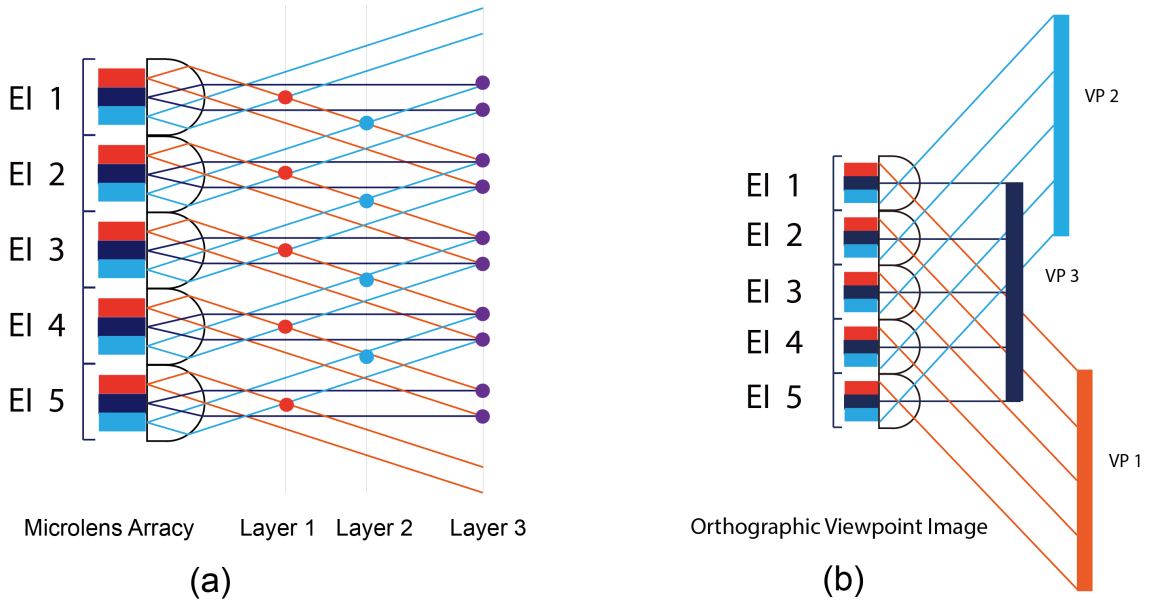 EI 1
EI 2
EI 3
EI 4
EI 5
Microlens Arracy
Layer 1
Layer 2
Layer 3
(a)
VP 2
EI 1
EI 2
EI 3
EI 4
EI 5
VP 3
VP 1
Orthographic Viewpoint Image
(b)